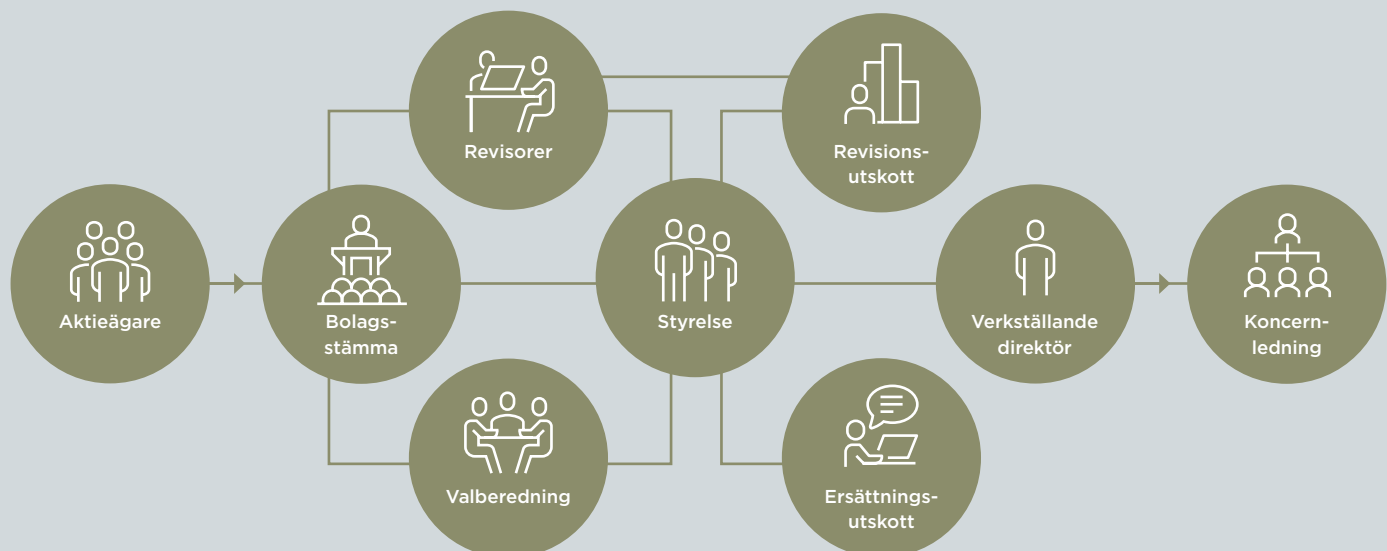 Revisorer
Revisions-
utskott
Aktieägare
Bolags-
stämma
Styrelse
Verkställande
direktör
Koncern-
ledning
Valberedning
Ersättnings-
utskott